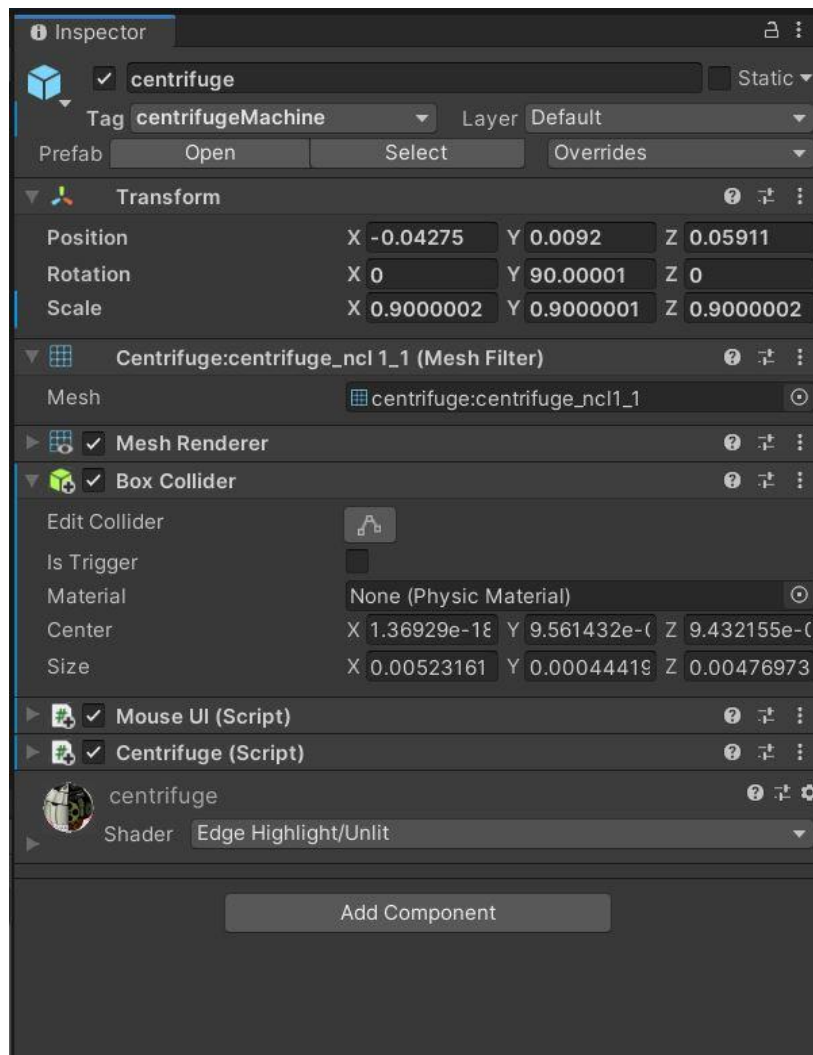 Inspector
centrifuge Static
Tag centrifugeMachine Layer Default
Prefab Open Select Overrides
Transform
Position X -0.04275 Y 0.0092 Z 0.05911
Rotation X 0 Y 90.00001 Z 0
Scale X 0.9000002 Y 0.9000001 Z 0.9000002
Centrifuge:centrifuge_ncl 1_1 (Mesh Filter)
Mesh centrifuge:centrifuge_ncl1_1
Mesh Renderer
Box Collider
Edit Collider
Is Trigger
Material None (Physic Material)
Center X 1.36929e-18 Y 9.561432e-0 Z 9.432155e-0
Size X 0.00523161 Y 0.00044419 Z 0.00476973
Mouse UI (Script)
Centrifuge (Script)
centrifuge
Shader Edge Highlight/Unlit
Add Component